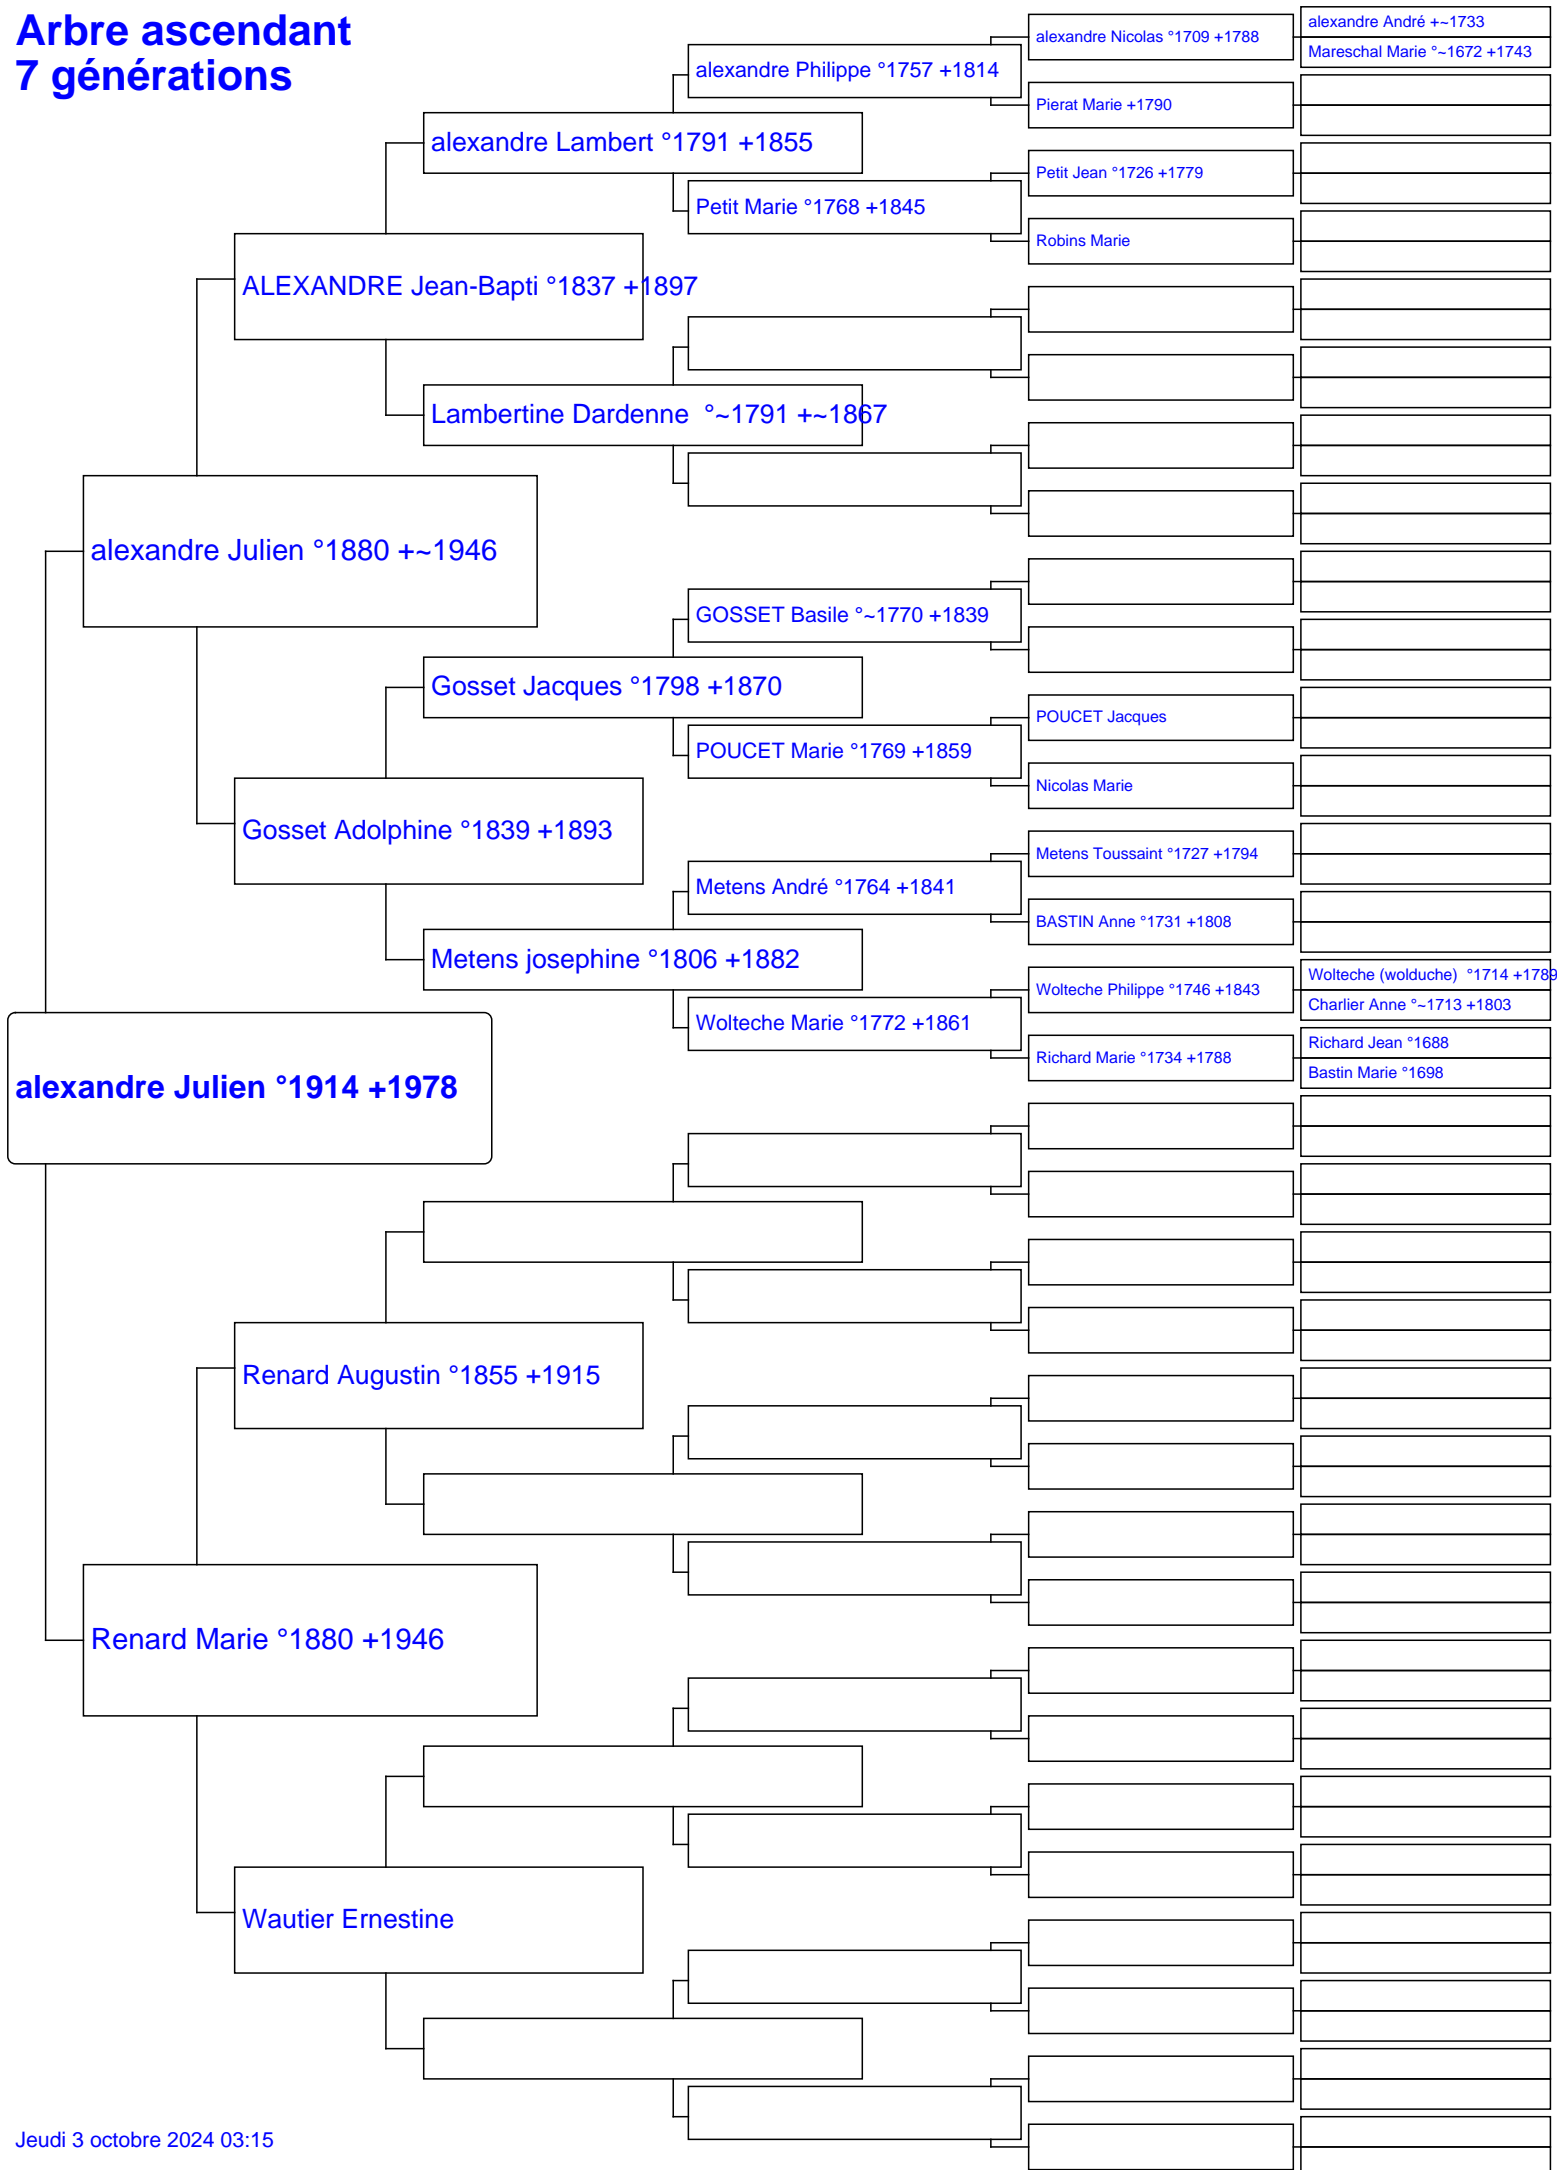 Arbre ascendant
7 générations
alexandre André +~1733
alexandre Nicolas °1709 +1788
Mareschal Marie °~1672 +1743
alexandre Philippe °1757 +1814
Pierat Marie +1790
alexandre Lambert °1791 +1855
Petit Jean °1726 +1779
Petit Marie °1768 +1845
Robins Marie
ALEXANDRE Jean-Bapti °1837 +1897
Lambertine Dardenne  °~1791 +~1867
alexandre Julien °1880 +~1946
GOSSET Basile °~1770 +1839
Gosset Jacques °1798 +1870
POUCET Jacques
POUCET Marie °1769 +1859
Nicolas Marie
Gosset Adolphine °1839 +1893
Metens Toussaint °1727 +1794
Metens André °1764 +1841
BASTIN Anne °1731 +1808
Metens josephine °1806 +1882
Wolteche (wolduche)  °1714 +1789
Wolteche Philippe °1746 +1843
Charlier Anne °~1713 +1803
Wolteche Marie °1772 +1861
Richard Jean °1688
Richard Marie °1734 +1788
Bastin Marie °1698
alexandre Julien °1914 +1978
Renard Augustin °1855 +1915
Renard Marie °1880 +1946
Wautier Ernestine
Jeudi 3 octobre 2024 03:15